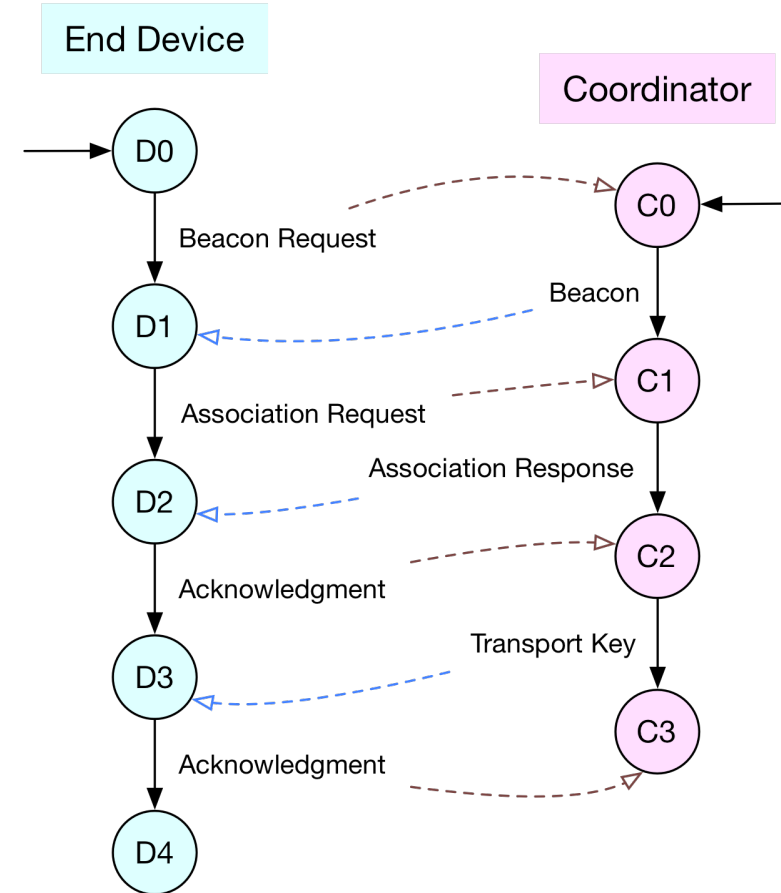 End Device
Coordinator
D0
C0
Beacon Request
Beacon
D1
C1
Association Request
Association Response
D2
C2
Acknowledgment
Transport Key
D3
C3
Acknowledgment
D4